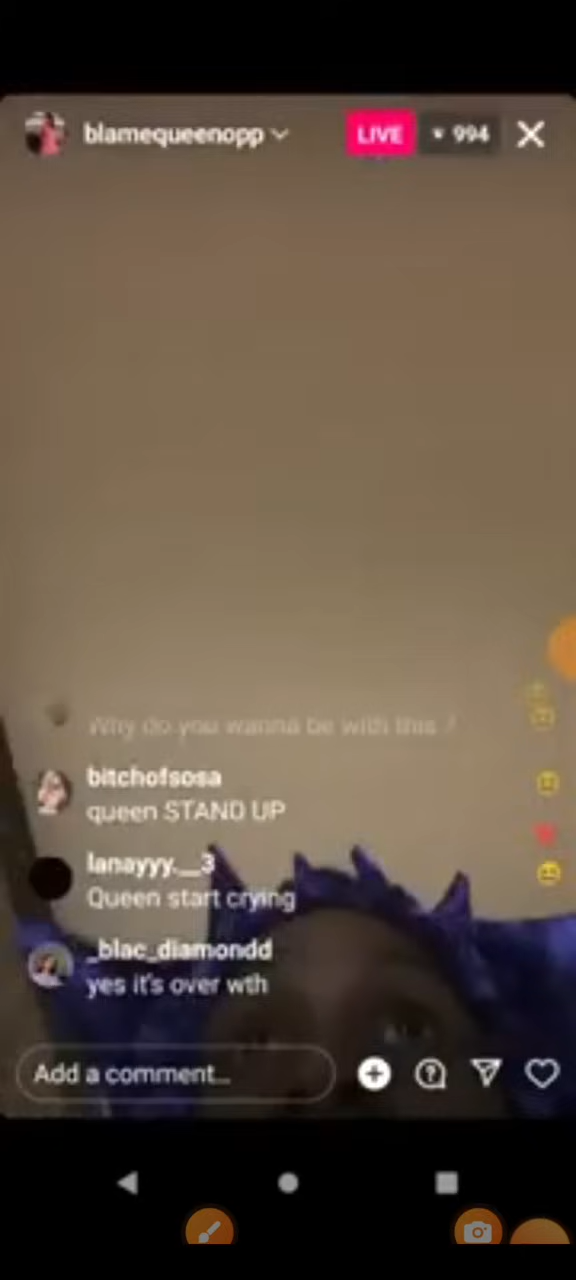 blamequeenopp
LIVE
994
Why do you wanna be with this ?
bitchofsosa
queen STAND UP
lanayyy.__3
Queen start crying
_blac_diamondd
yes it's over wth
Add a comment...